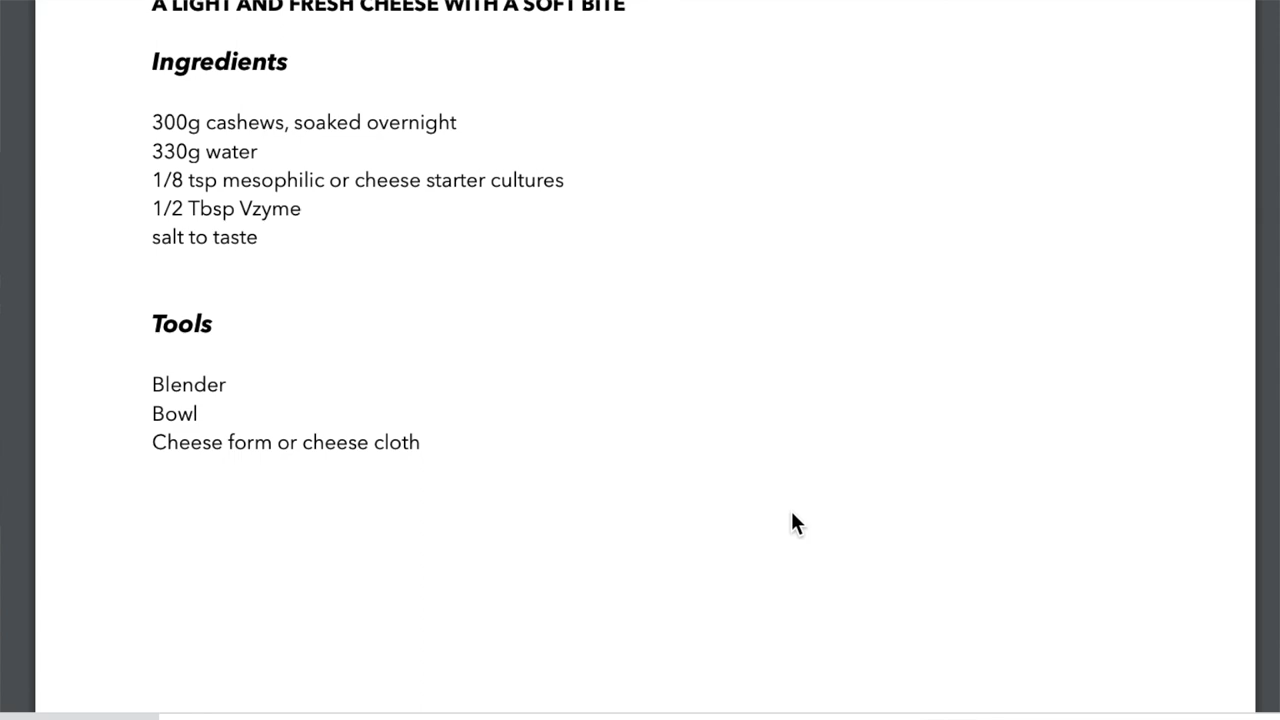 A LIGHT AND FRESH CHEESE WITH A SOFT BITE
Ingredients
300g cashews, soaked overnight
330g water
1/8 tsp mesophilic or cheese starter cultures
1/2 Tbsp Vzyme
salt to taste
Tools
Blender
Bowl
Cheese form or cheese cloth